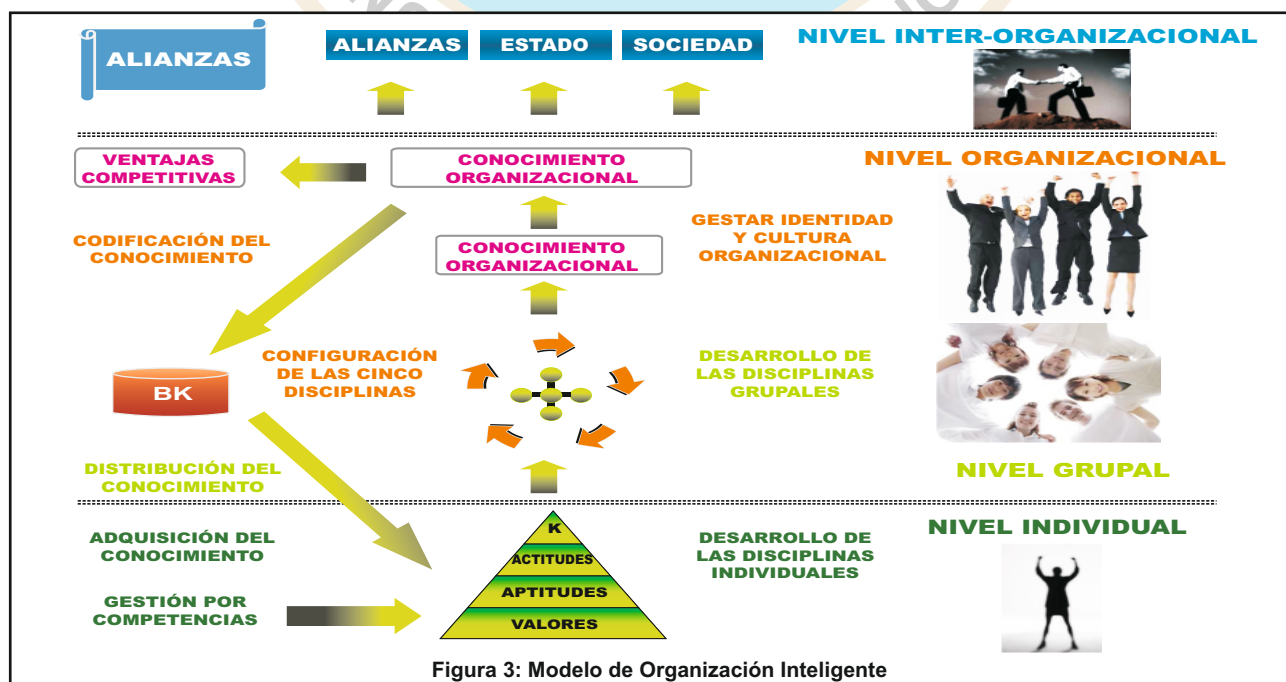 ALIANZAS
ALIANZAS
ESTADO
SOCIEDAD
NIVEL INTER-ORGANIZACIONAL
VENTAJAS
COMPETITIVAS
CONOCIMIENTO
ORGANIZACIONAL
NIVEL ORGANIZACIONAL
CODIFICACIÓN DEL
CONOCIMIENTO
CONOCIMIENTO
ORGANIZACIONAL
GESTAR IDENTIDAD
Y CULTURA
ORGANIZACIONAL
BK
CONFIGURACIÓN
DE LAS CINCO
DISCIPLINAS
DESARROLLO DE
LAS DISCIPLINAS
GRUPALES
DISTRIBUCIÓN DEL
CONOCIMIENTO
NIVEL GRUPAL
ADQUISICIÓN DEL
CONOCIMIENTO
K
ACTITUDES
APTITUDES
VALORES
DESARROLLO DE
LAS DISCIPLINAS
INDIVIDUALES
NIVEL INDIVIDUAL
GESTIÓN POR
COMPETENCIAS
Figura 3: Modelo de Organización Inteligente